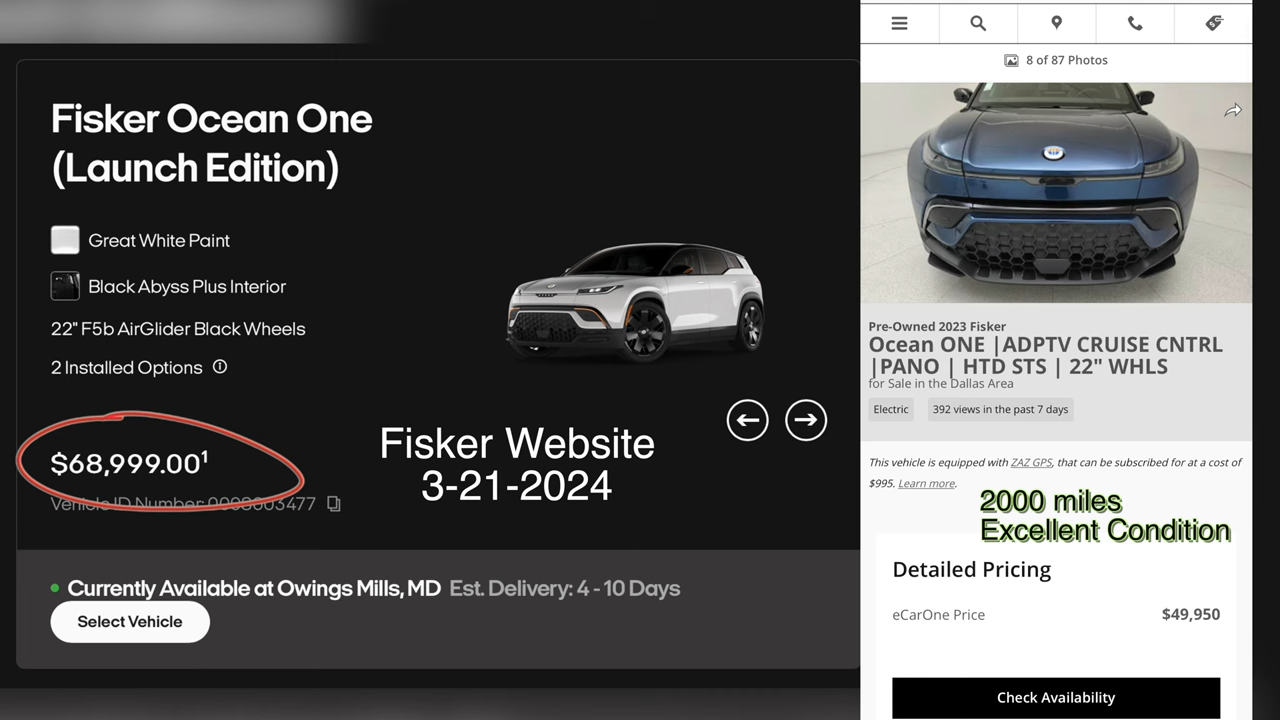 Fisker Ocean One
(Launch Edition)
Great White Paint
Black Abyss Plus Interior
22" F5b AirGlider Black Wheels
2 Installed Options
$68,999.00¹
Vehicle ID Number: 0008003477
Fisker Website
3-21-2024
Currently Available at Owings Mills, MD Est. Delivery: 4 - 10 Days
Select Vehicle
8 of 87 Photos
Pre-Owned 2023 Fisker
Ocean ONE |ADPTV CRUISE CNTRL
|PANO | HTD STS | 22" WHLS
for Sale in the Dallas Area
Electric
392 views in the past 7 days
This vehicle is equipped with ZAZ GPS, that can be subscribed for at a cost of
$995. Learn more.
2000 miles
Excellent Condition
Detailed Pricing
eCarOne Price $49,950
Check Availability